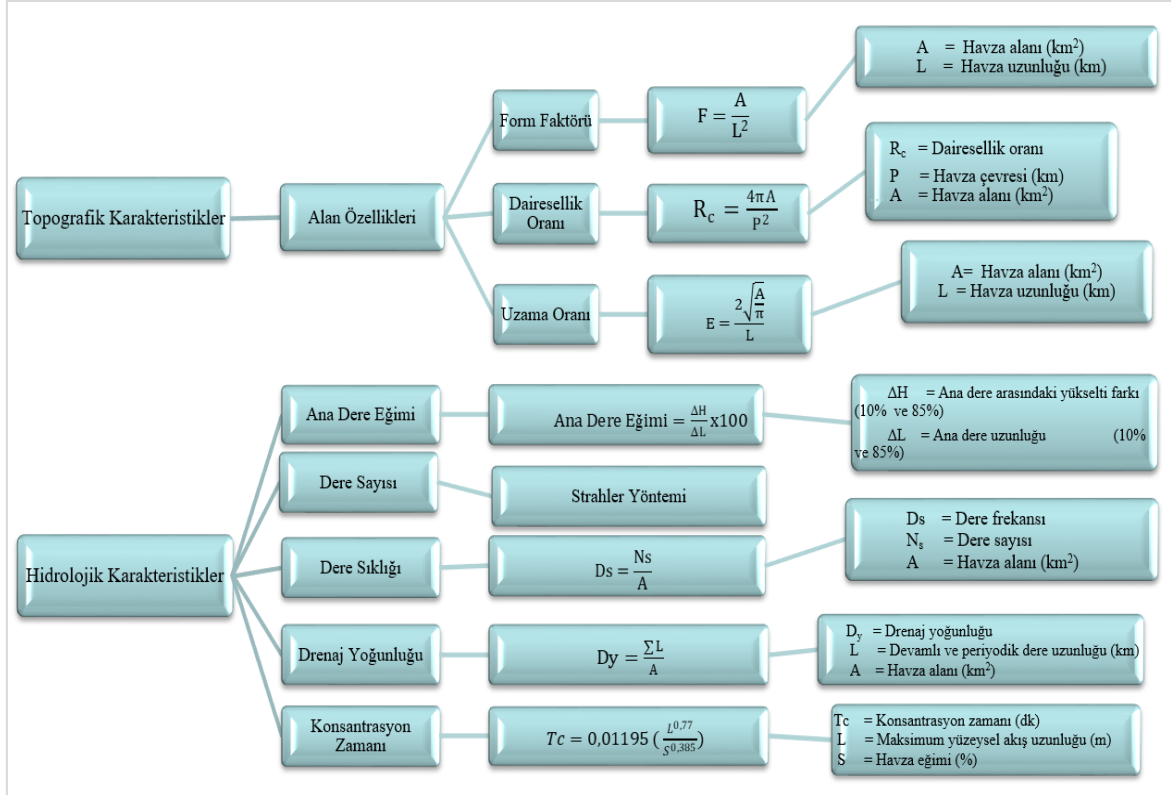 Topografik Karakteristikler
Alan Özellikleri
Form Faktörü
F = A/L²
A = Havza alanı (km²)
L = Havza uzunluğu (km)
Dairesellik
Oranı
R_c = 4πA/P²
R_c = Dairesellik oranı
P = Havza çevresi (km)
A = Havza alanı (km²)
Uzama Oranı
E = 2√(A/π)/L
A= Havza alanı (km²)
L = Havza uzunluğu (km)
Hidrolojik Karakteristikler
Ana Dere Eğimi
Ana Dere Eğimi = ΔH/ΔL x100
ΔH = Ana dere arasındaki yükselti farkı
(10% ve 85%)
ΔL = Ana dere uzunluğu (10%
ve 85%)
Dere Sayısı
Strahler Yöntemi
Dere Sıklığı
Ds = Ns/A
Ds = Dere frekansı
N_s = Dere sayısı
A = Havza alanı (km²)
Drenaj Yoğunluğu
Dy = ∑L/A
D_y = Drenaj yoğunluğu
L = Devamlı ve periyodik dere uzunluğu (km)
A = Havza alanı (km²)
Konsantrasyon
Zamanı
Tc = 0,01195 (L^0,77/S^0,385)
Tc = Konsantrasyon zamanı (dk)
L = Maksimum yüzeysel akış uzunluğu (m)
S = Havza eğimi (%)